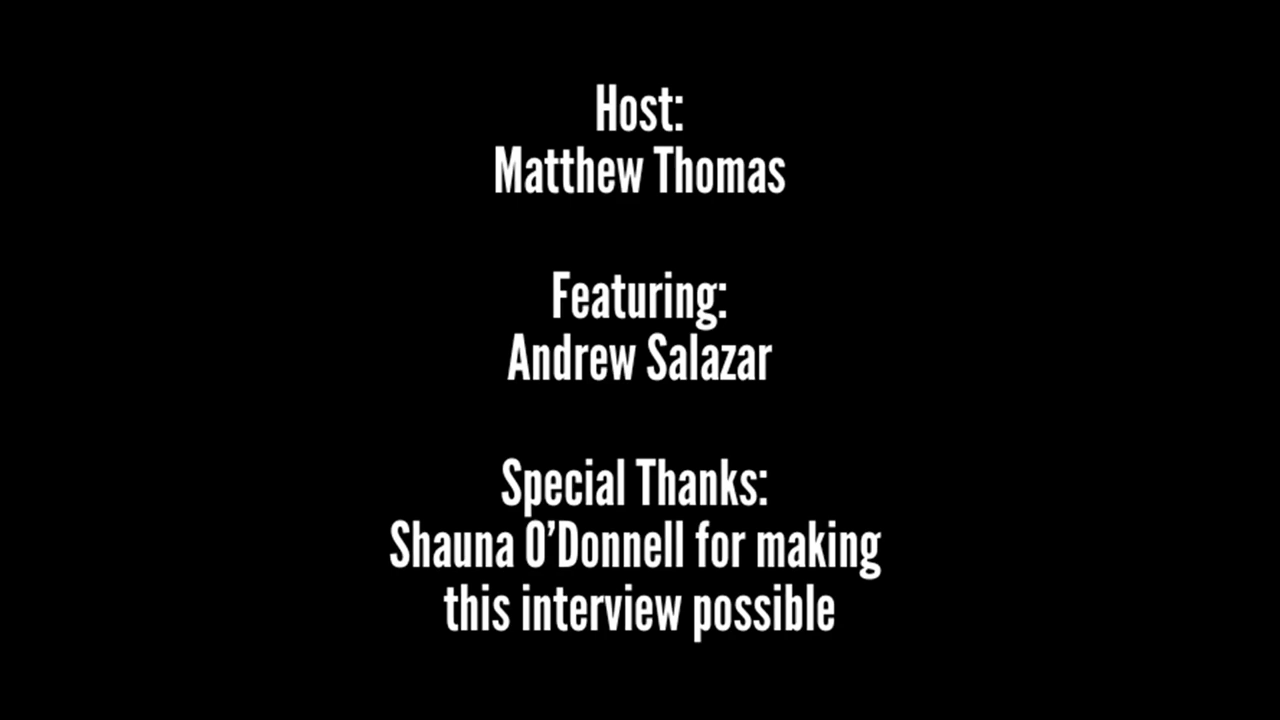 Host:
Matthew Thomas
Featuring:
Andrew Salazar
Special Thanks:
Shauna O'Donnell for making
this interview possible